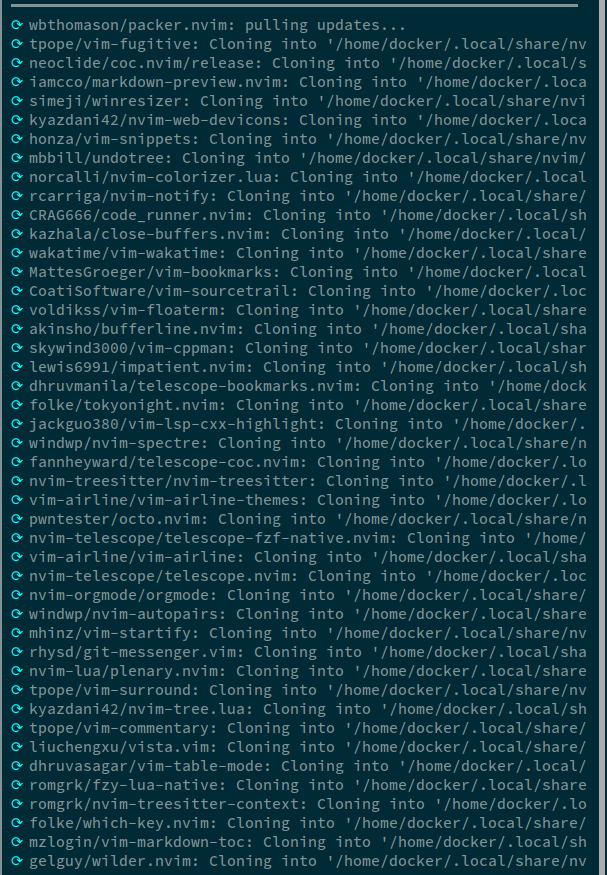 ⟳ wbthomason/packer.nvim: pulling updates...
⟳ tpope/vim-fugitive: Cloning into '/home/docker/.local/share/nv
⟳ neoclide/coc.nvim/release: Cloning into '/home/docker/.local/s
⟳ iamcco/markdown-preview.nvim: Cloning into '/home/docker/.loca
⟳ simeji/winresizer: Cloning into '/home/docker/.local/share/nvi
⟳ kyazdani42/nvim-web-devicons: Cloning into '/home/docker/.loca
⟳ honza/vim-snippets: Cloning into '/home/docker/.local/share/nv
⟳ mbbill/undotree: Cloning into '/home/docker/.local/share/nvim/
⟳ norcalli/nvim-colorizer.lua: Cloning into '/home/docker/.local
⟳ rcarriga/nvim-notify: Cloning into '/home/docker/.local/share/
⟳ CRAG666/code_runner.nvim: Cloning into '/home/docker/.local/sh
⟳ kazhala/close-buffers.nvim: Cloning into '/home/docker/.local/
⟳ wakatime/vim-wakatime: Cloning into '/home/docker/.local/share
⟳ MattesGroeger/vim-bookmarks: Cloning into '/home/docker/.local
⟳ CoatiSoftware/vim-sourcetrail: Cloning into '/home/docker/.loc
⟳ voldikss/vim-floaterm: Cloning into '/home/docker/.local/share
⟳ akinsho/bufferline.nvim: Cloning into '/home/docker/.local/sha
⟳ skywind3000/vim-cppman: Cloning into '/home/docker/.local/shar
⟳ lewis6991/impatient.nvim: Cloning into '/home/docker/.local/sh
⟳ dhruvmanila/telescope-bookmarks.nvim: Cloning into '/home/dock
⟳ folke/tokyonight.nvim: Cloning into '/home/docker/.local/share
⟳ jackguo380/vim-lsp-cxx-highlight: Cloning into '/home/docker/.
⟳ windwp/nvim-spectre: Cloning into '/home/docker/.local/share/n
⟳ fannheyward/telescope-coc.nvim: Cloning into '/home/docker/.lo
⟳ nvim-treesitter/nvim-treesitter: Cloning into '/home/docker/.l
⟳ vim-airline/vim-airline-themes: Cloning into '/home/docker/.lo
⟳ pwntester/octo.nvim: Cloning into '/home/docker/.local/share/n
⟳ nvim-telescope/telescope-fzf-native.nvim: Cloning into '/home/
⟳ vim-airline/vim-airline: Cloning into '/home/docker/.local/sha
⟳ nvim-telescope/telescope.nvim: Cloning into '/home/docker/.loc
⟳ nvim-orgmode/orgmode: Cloning into '/home/docker/.local/share/
⟳ windwp/nvim-autopairs: Cloning into '/home/docker/.local/share
⟳ mhinz/vim-startify: Cloning into '/home/docker/.local/share/nv
⟳ rhysd/git-messenger.vim: Cloning into '/home/docker/.local/sha
⟳ nvim-lua/plenary.nvim: Cloning into '/home/docker/.local/share
⟳ tpope/vim-surround: Cloning into '/home/docker/.local/share/nv
⟳ kyazdani42/nvim-tree.lua: Cloning into '/home/docker/.local/sh
⟳ tpope/vim-commentary: Cloning into '/home/docker/.local/share/
⟳ liuchengxu/vista.vim: Cloning into '/home/docker/.local/share/
⟳ dhruvasagar/vim-table-mode: Cloning into '/home/docker/.local/
⟳ romgrk/fzy-lua-native: Cloning into '/home/docker/.local/share
⟳ romgrk/nvim-treesitter-context: Cloning into '/home/docker/.lo
⟳ folke/which-key.nvim: Cloning into '/home/docker/.local/share/
⟳ mzlogin/vim-markdown-toc: Cloning into '/home/docker/.local/sh
⟳ gelguy/wilder.nvim: Cloning into '/home/docker/.local/share/nv